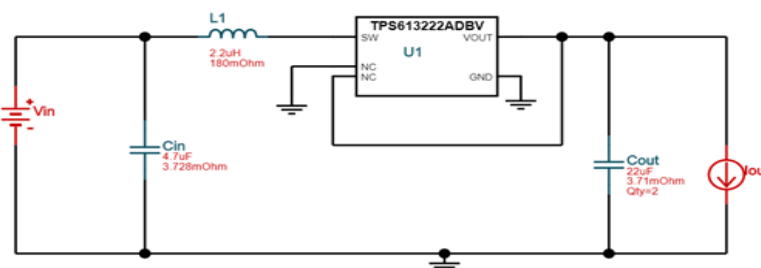 L1
2.2uH
180mOhm
TPS613222ADBV
SW
VOUT
U1
NC
NC
GND
+
Vin
-
Cin
4.7uF
3.728mOhm
Cout
22uF
3.71mOhm
Qty=2
Iou